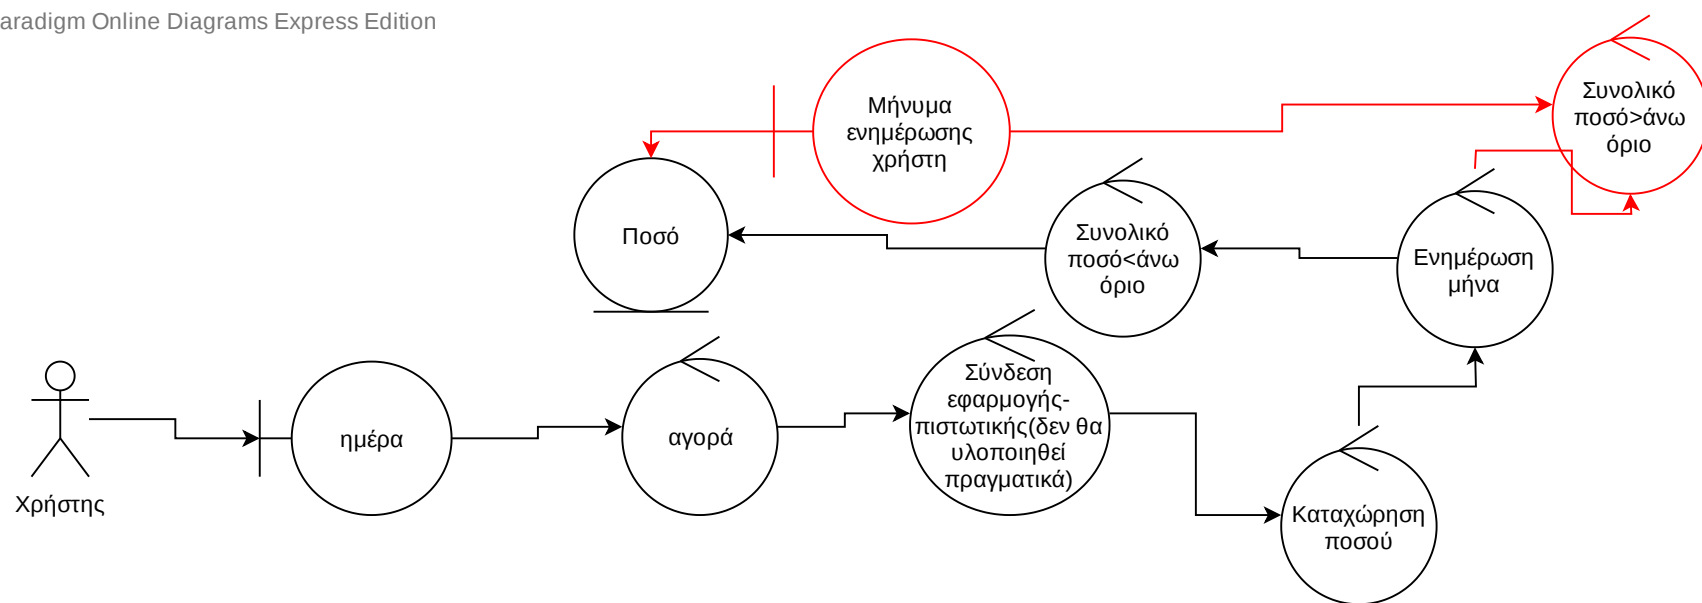 aradigm Online Diagrams Express Edition
Μήνυμα
ενημέρωσης
χρήστη
Συνολικό
ποσό>άνω
όριο
Ποσό
Συνολικό
ποσό<άνω
όριο
Ενημέρωση
μήνα
Χρήστης
ημέρα
αγορά
Σύνδεση
εφαρμογής-
πιστωτικής(δεν θα
υλοποιηθεί
πραγματικά)
Καταχώρηση
ποσού